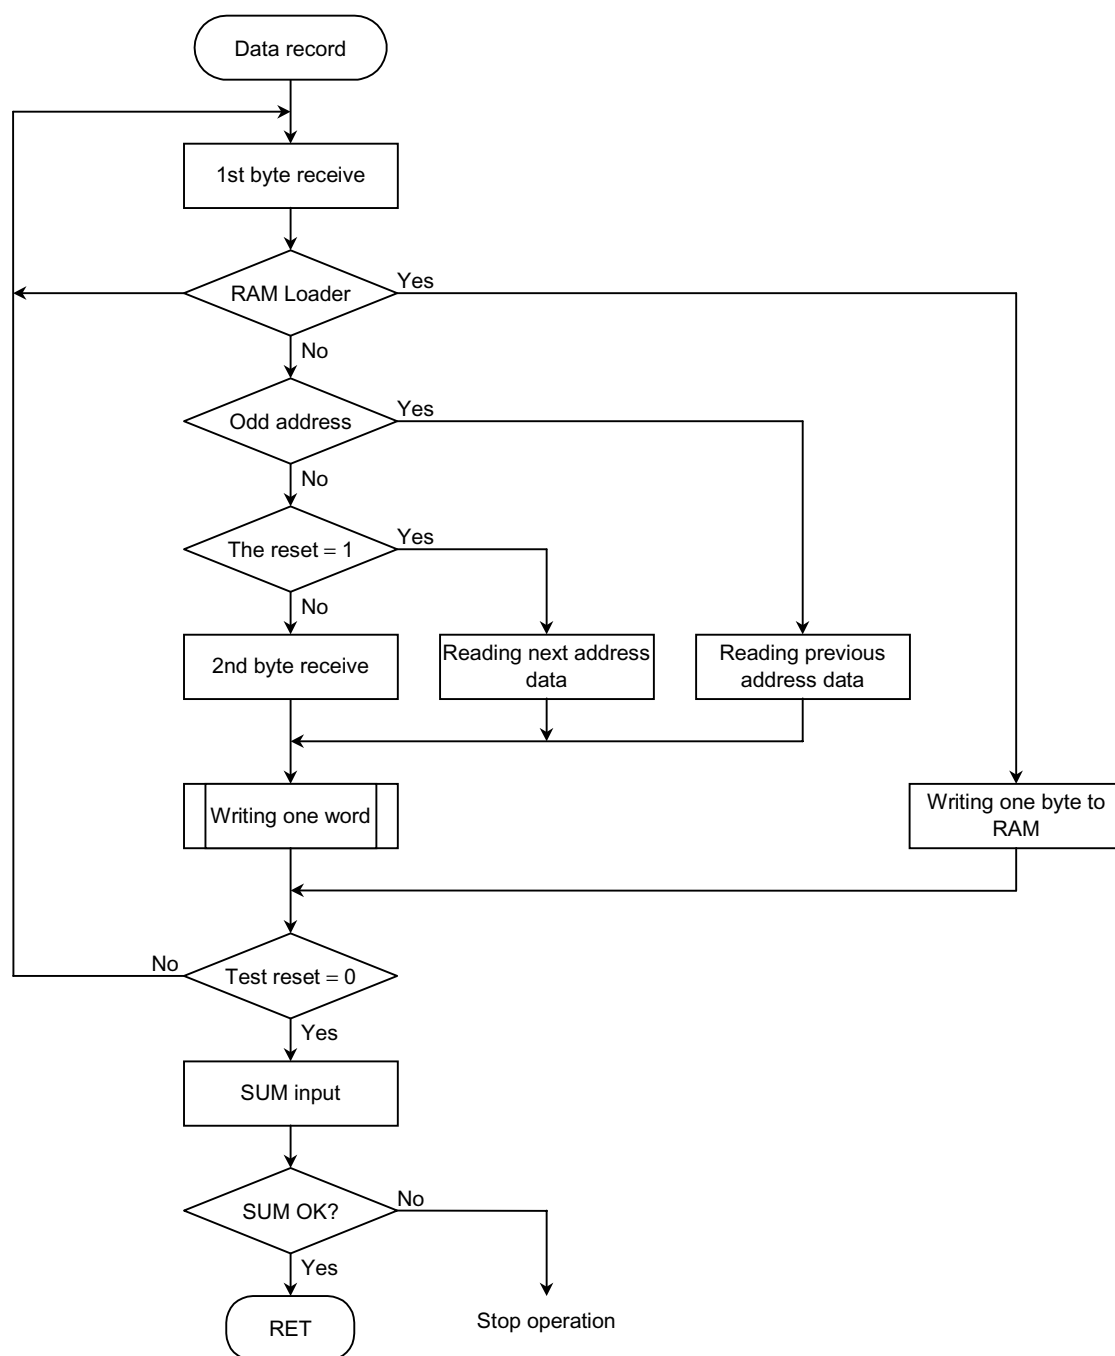 Data record
1st byte receive
RAM Loader
Yes
No
Odd address
Yes
No
The reset = 1
Yes
No
2nd byte receive
Reading next address
data
Reading previous
address data
Writing one word
Writing one byte to
RAM
No
Test reset = 0
Yes
SUM input
SUM OK?
No
Yes
RET
Stop operation